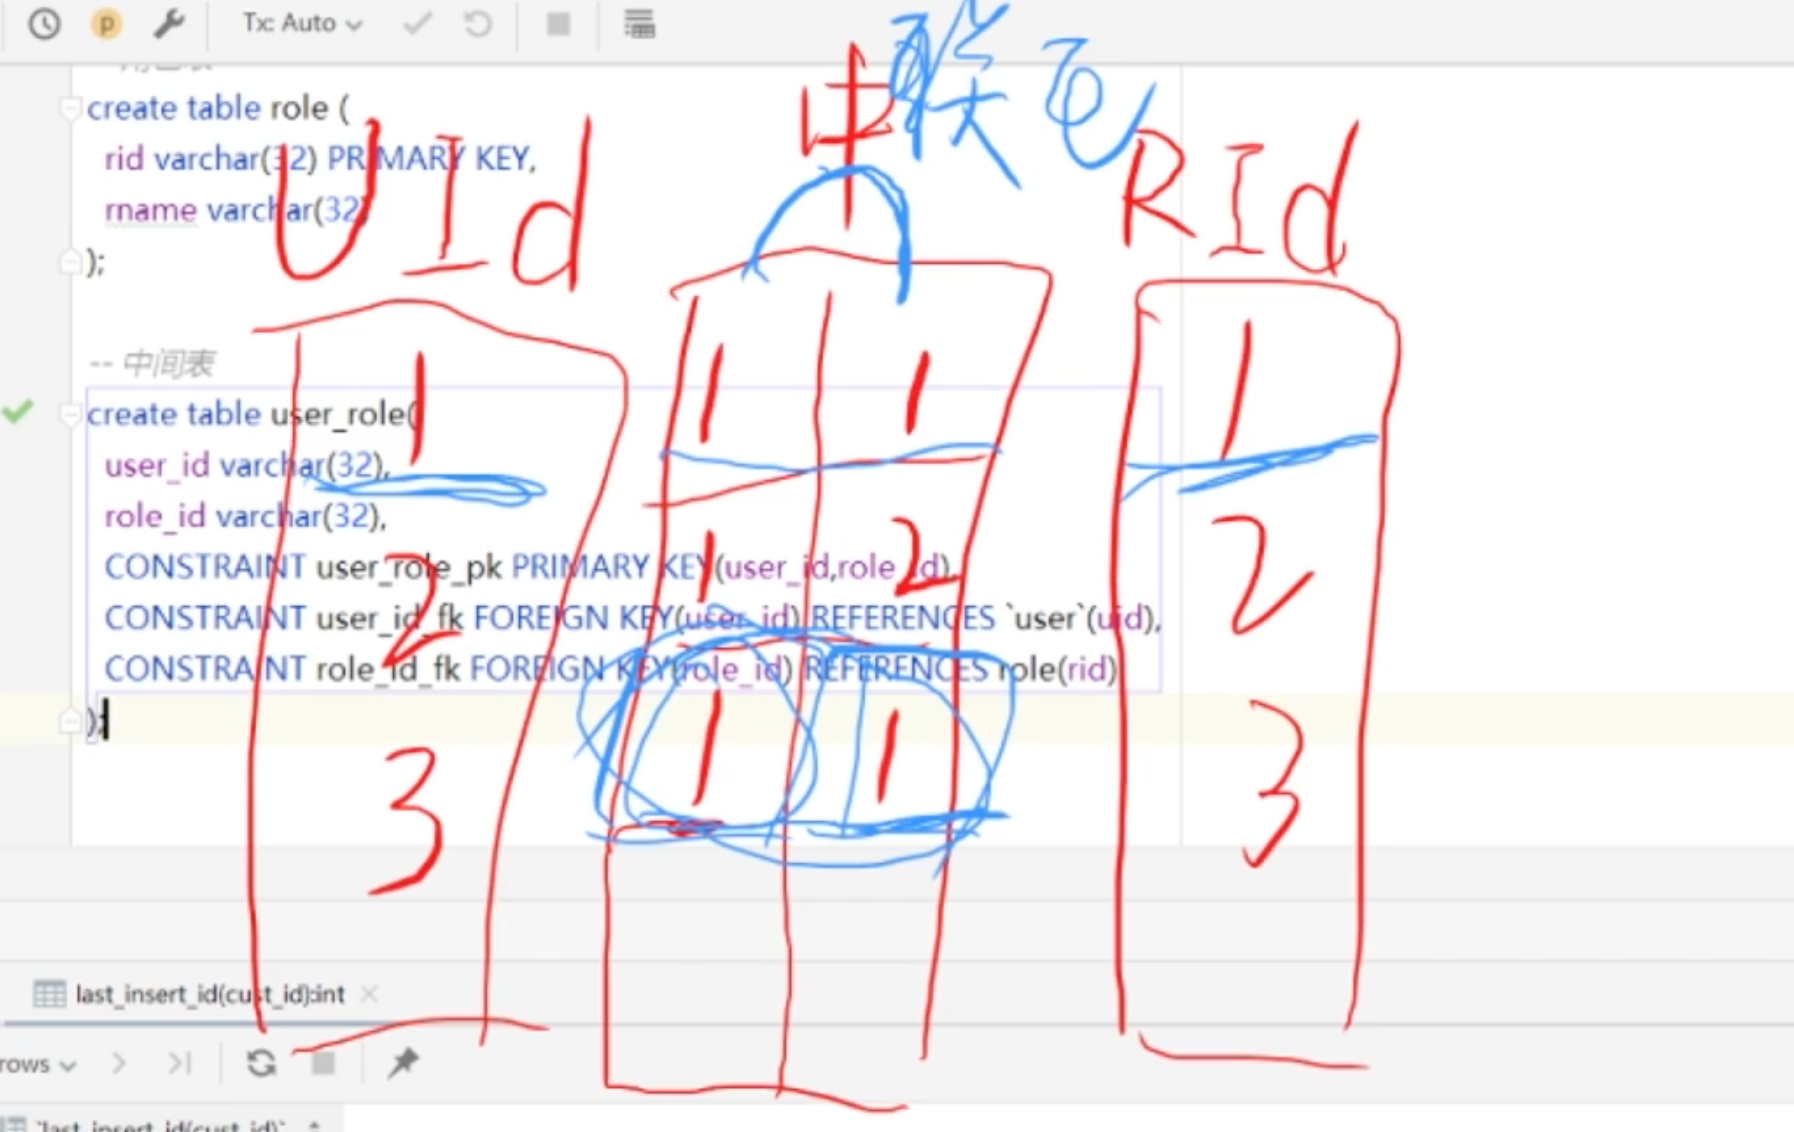 Tx: Auto
create table role (
rid varchar(32) PRIMARY KEY,
rname varchar(32)
);
-- 中间表
create table user_role(
user_id varchar(32),
role_id varchar(32),
CONSTRAINT user_role_pk PRIMARY KEY(user_id,role_id),
CONSTRAINT user_id_fk FOREIGN KEY(user_id) REFERENCES `user`(uid),
CONSTRAINT role_id_fk FOREIGN KEY(role_id) REFERENCES role(rid)
);
UId
中
RId
1
1 1
1
2
1 2
2
3
1 1
3
last_insert_id(cust_id):int
rows
`last_insert_id(cust_id)`